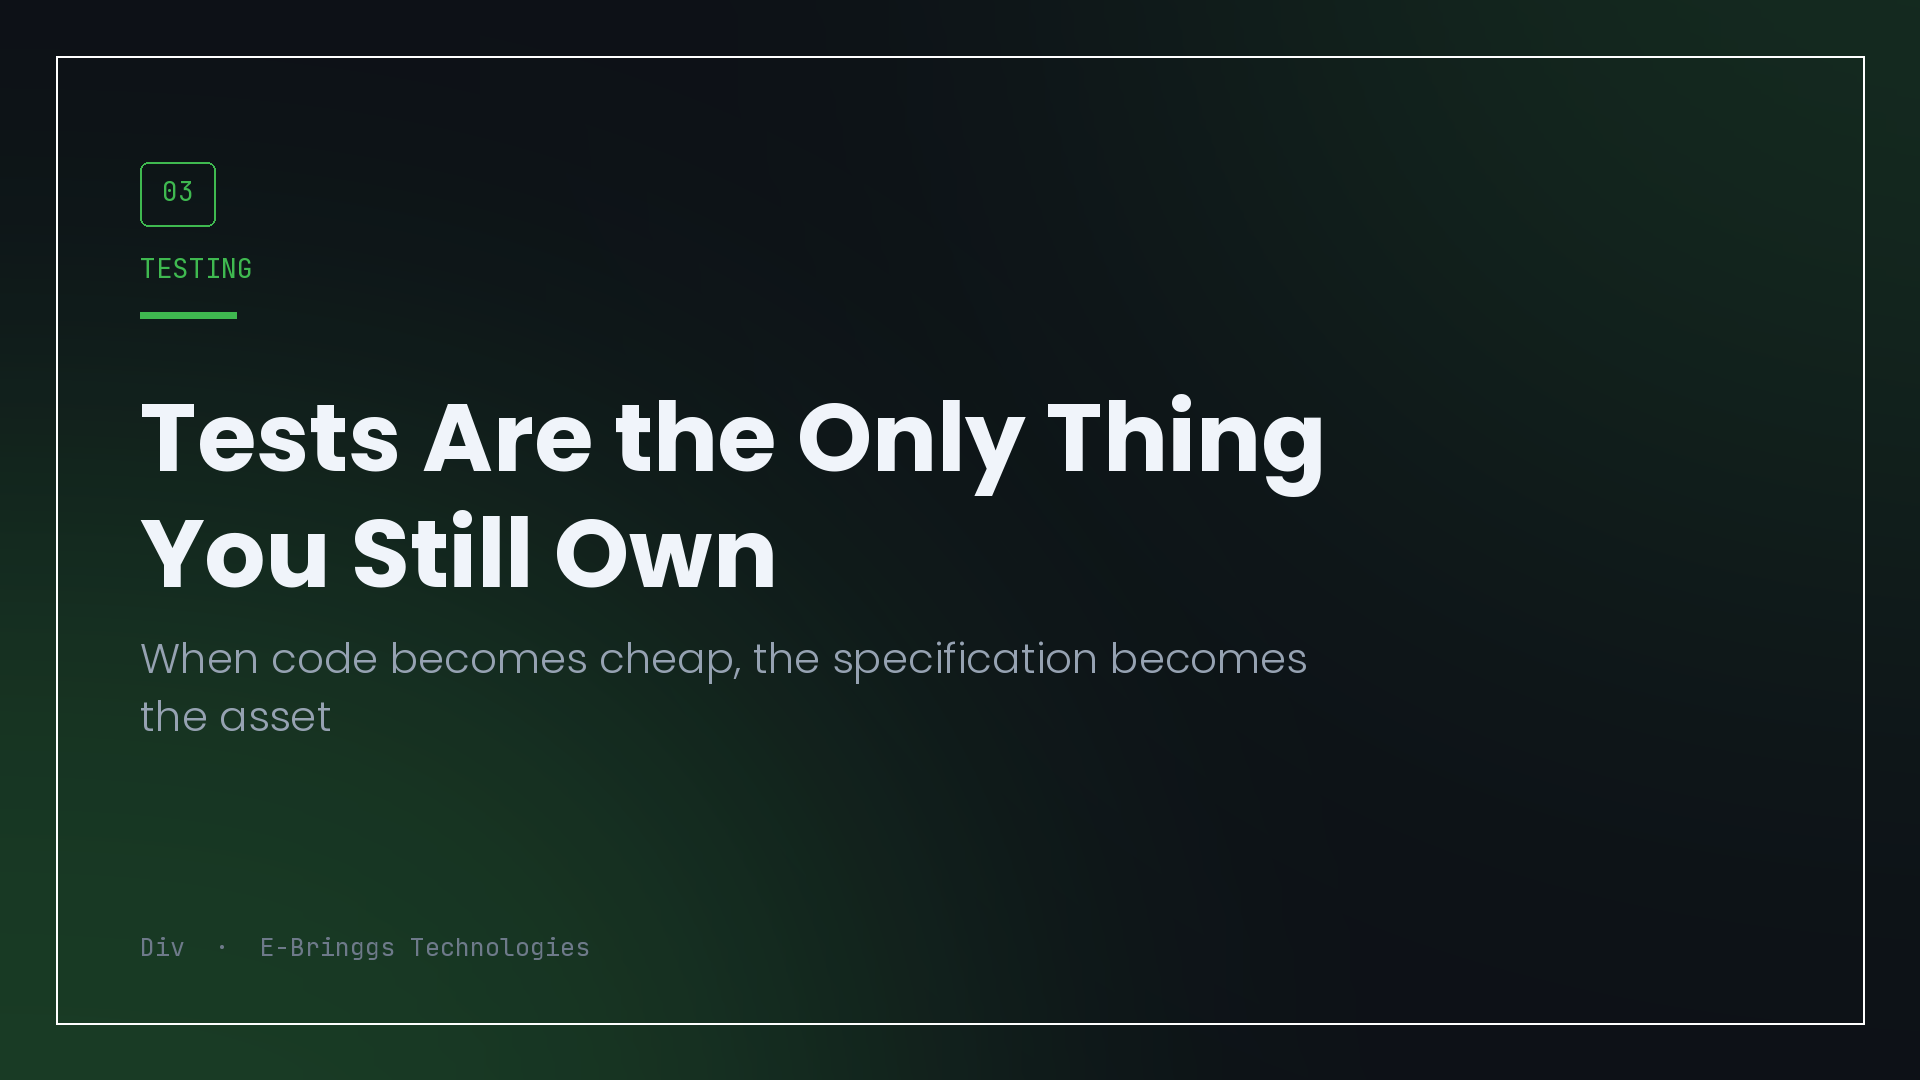 03
TESTING
Tests Are the Only Thing
You Still Own
When code becomes cheap, the specification becomes
the asset
Div · E-Bringgs Technologies